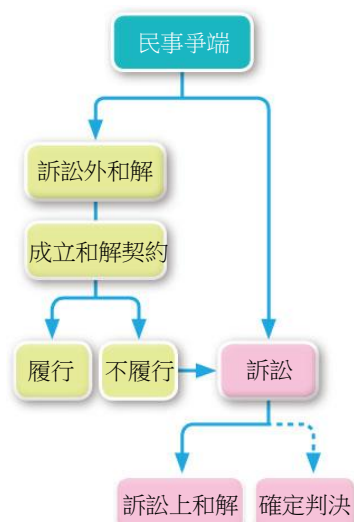 民事爭端
訴訟外和解
成立和解契約
履行
不履行
訴訟
訴訟上和解
確定判決